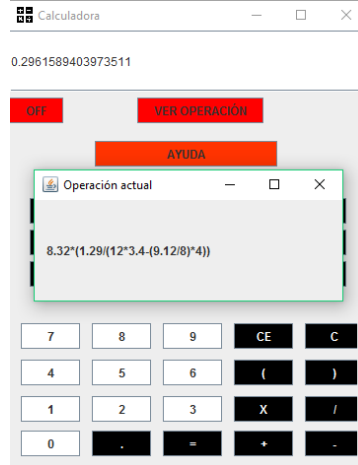 Calculadora
0.2961589403973511
OFF VER OPERACIÓN
AYUDA
Operación actual
8.32*(1.29/(12*3.4-(9.12/8)*4))
7 8 9 CE C
4 5 6 ( )
1 2 3 X /
0 . = + -